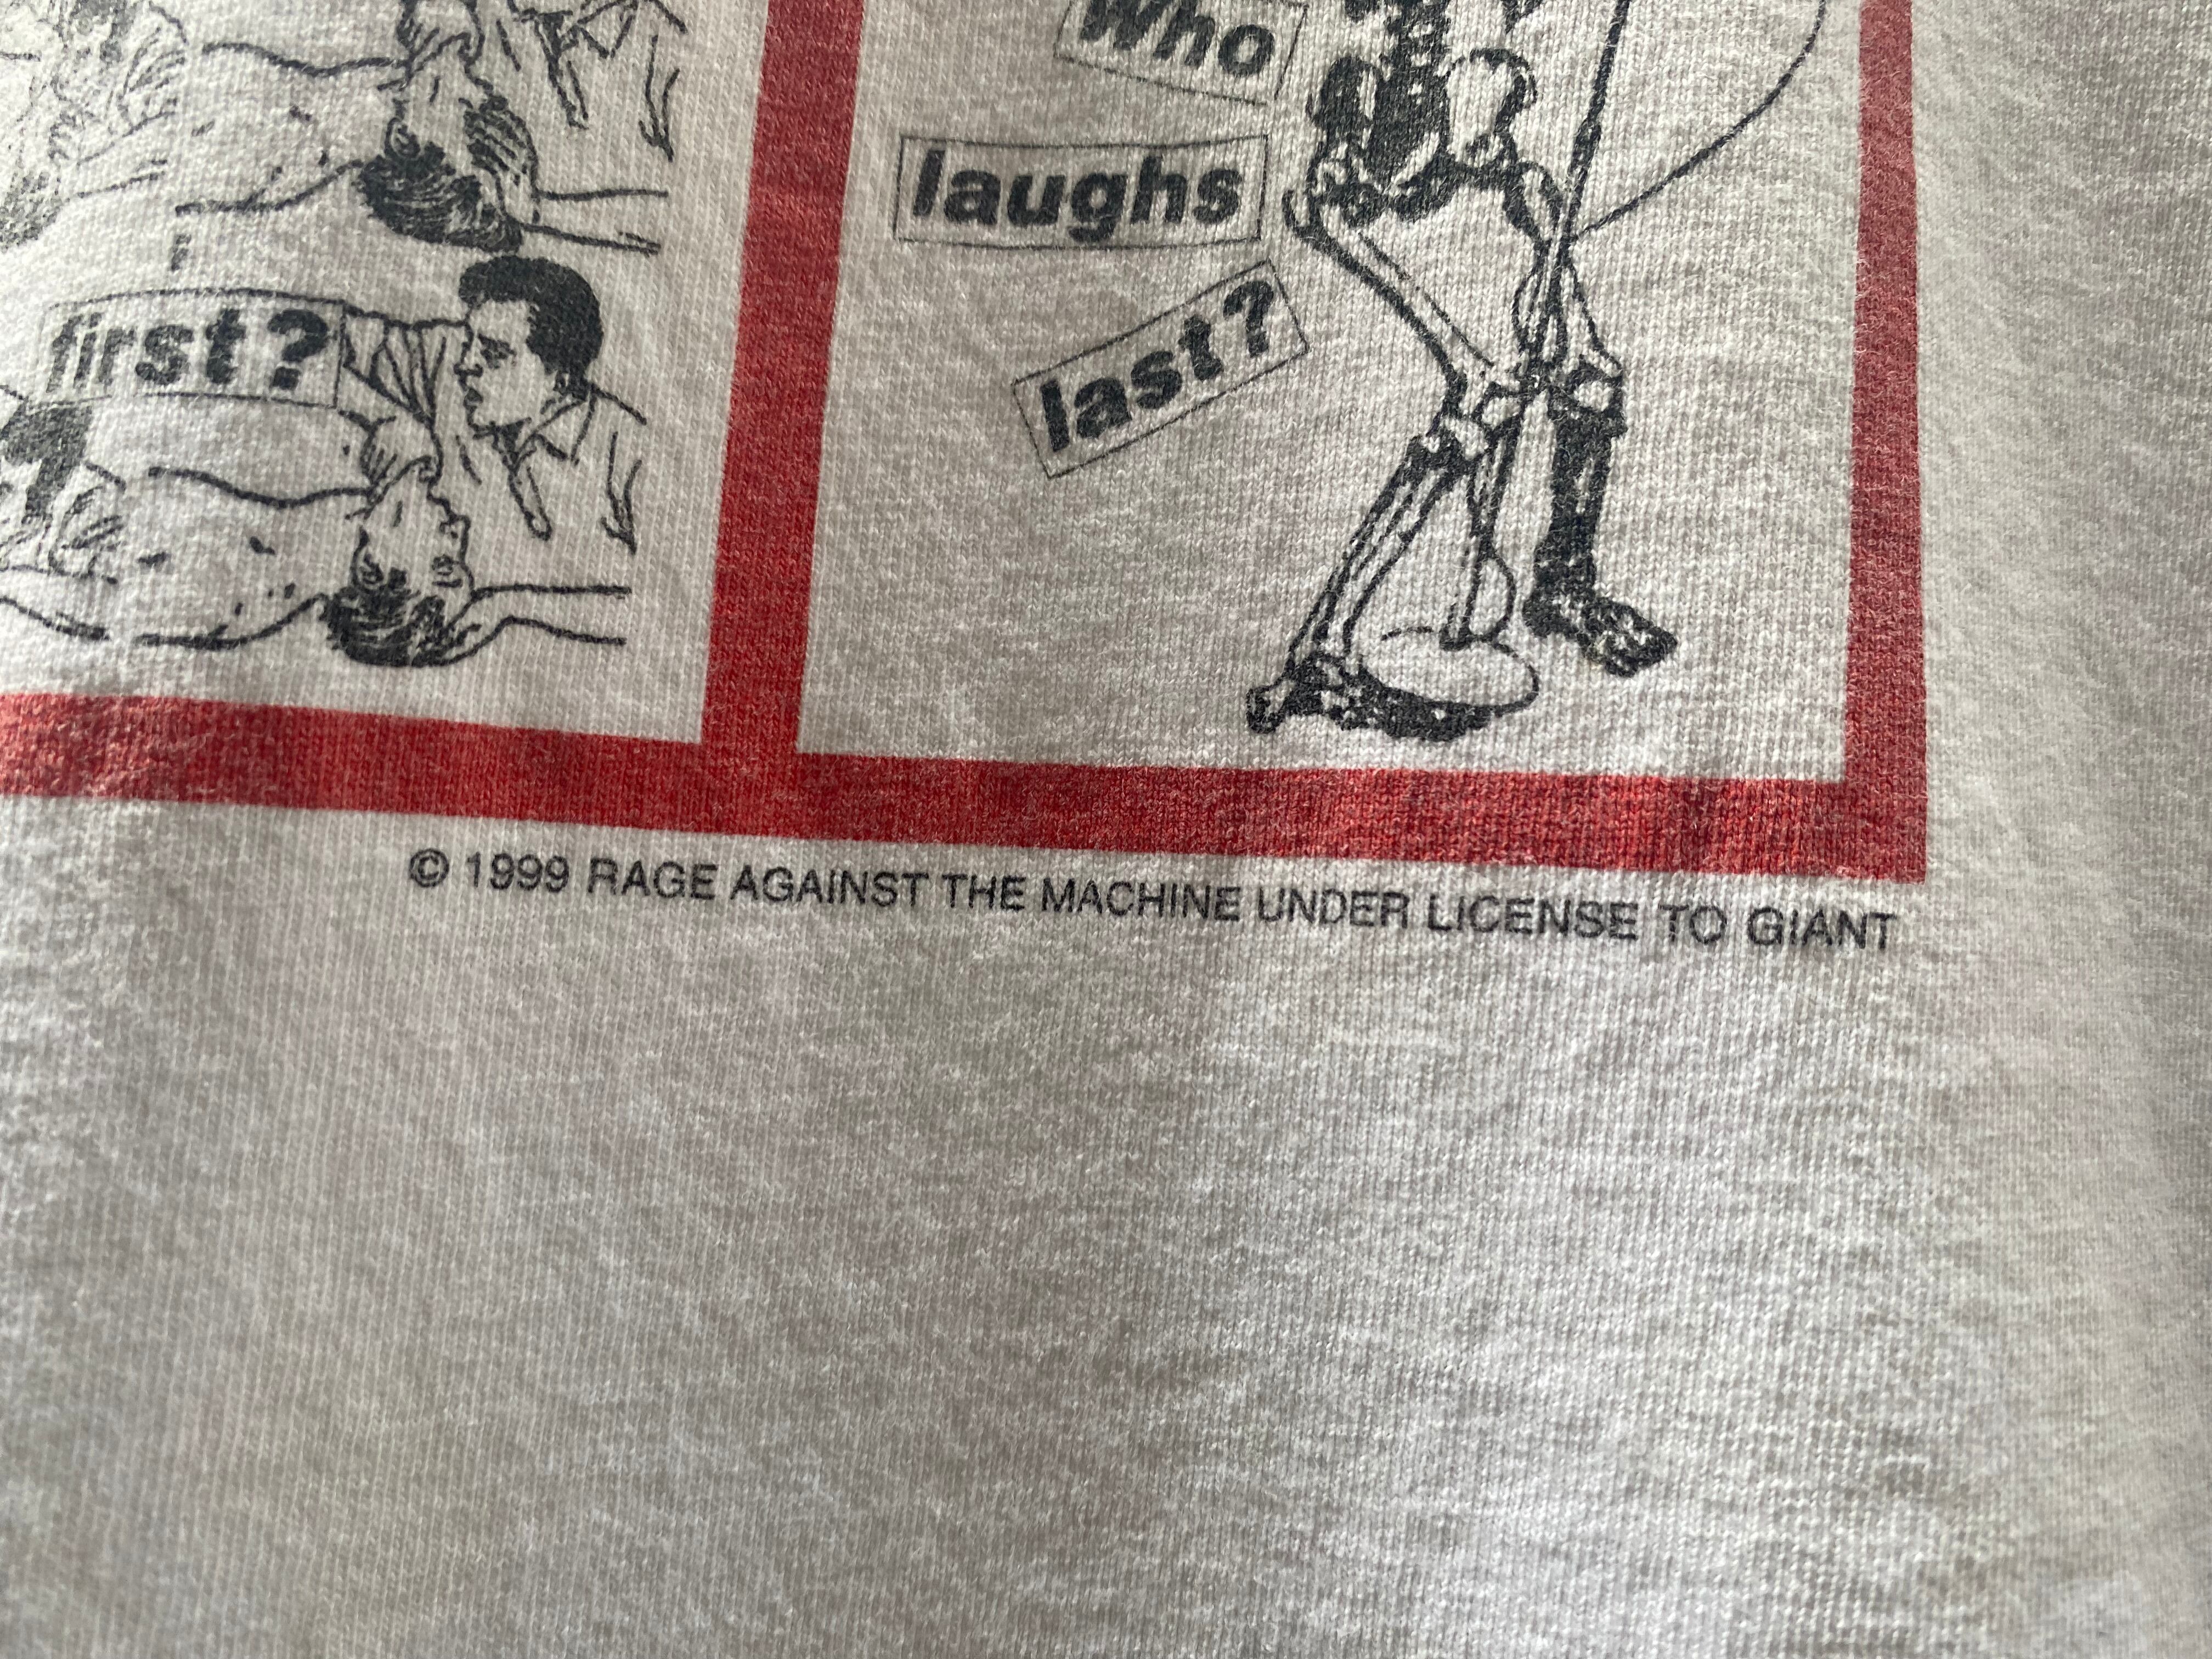 Who
laughs
last?
first?
© 1999 RAGE AGAINST THE MACHINE UNDER LICENSE TO GIANT